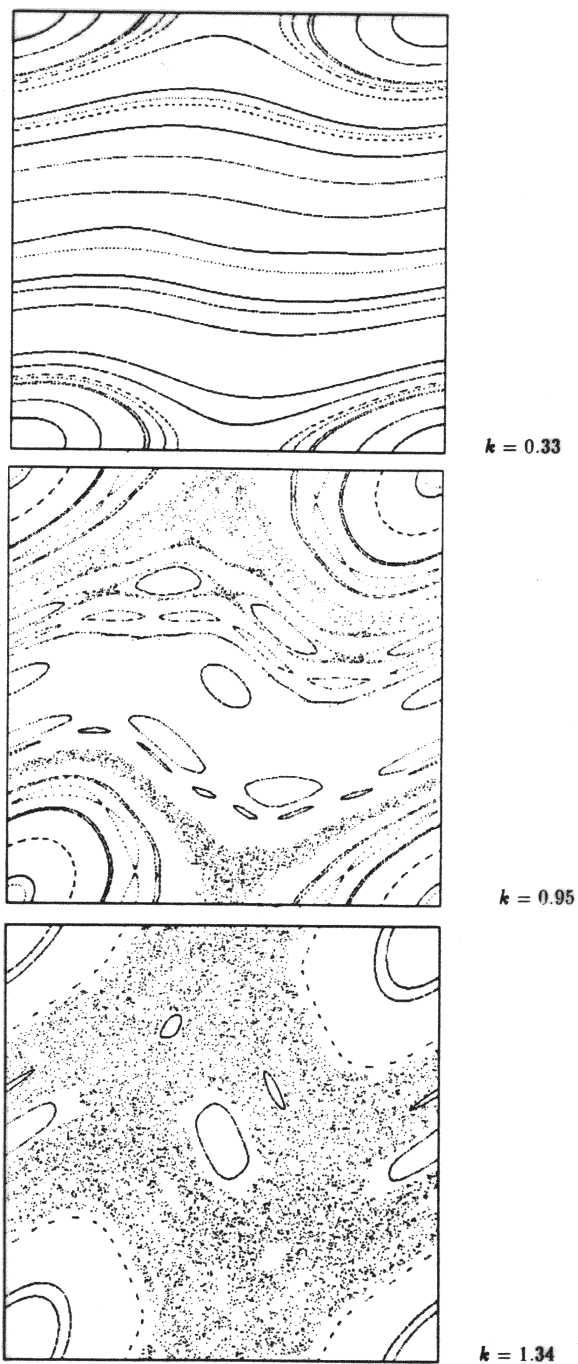 k = 0.33
k = 0.95
k = 1.34